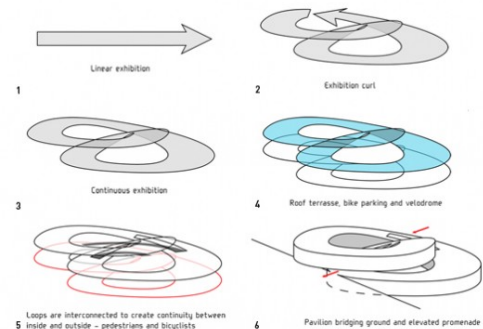 Linear exhibition
1
Exhibition curl
2
Continuous exhibition
3
Roof terrasse, bike parking and velodrome
4
Loops are interconnected to create continuity between
5 inside and outside - pedestrians and bicyclists
6 Pavilion bridging ground and elevated promenade